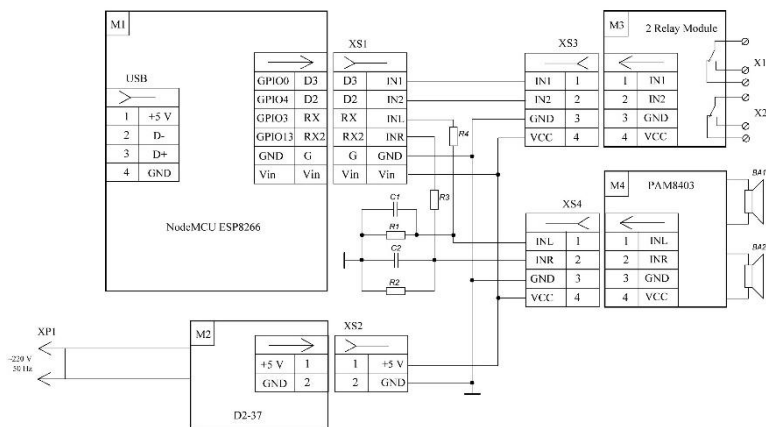 M1
USB
1 +5 V
2 D-
3 D+
4 GND
GPIO0 D3
GPIO4 D2
GPIO3 RX
GPIO13 RX2
GND G
Vin Vin
NodeMCU ESP8266
XS1
D3 IN1
D2 IN2
RX INL
RX2 INR
G GND
Vin Vin
R4
R3
C1
R1
C2
R2
XS3
IN1 1
IN2 2
GND 3
VCC 4
M3 2 Relay Module
1 IN1
2 IN2
3 GND
4 VCC
X1
X2
XS4
INL 1
INR 2
GND 3
VCC 4
M4 PAM8403
1 INL
2 INR
3 GND
4 VCC
BA1
BA2
XP1
~220 V
50 Hz
M2
+5 V 1
GND 2
D2-37
XS2
1 +5 V
2 GND